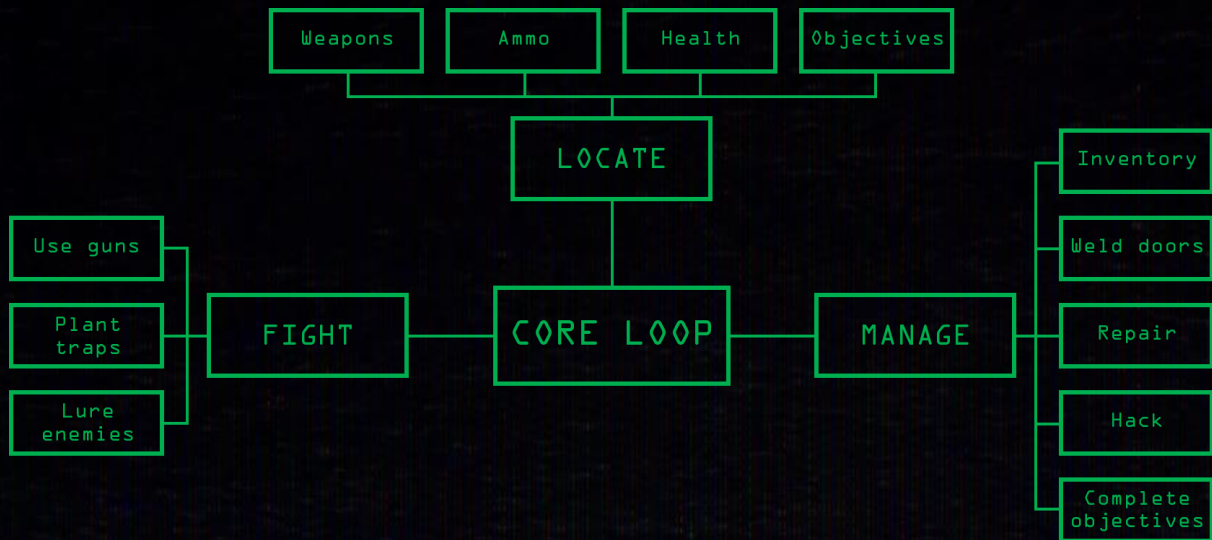 Weapons
Ammo
Health
Objectives
LOCATE
Inventory
Use guns
Weld doors
Plant
traps
FIGHT
CORE LOOP
MANAGE
Repair
Lure
enemies
Hack
Complete
objectives